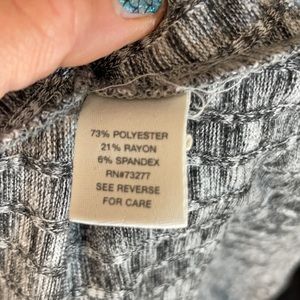 73% POLYESTER
21% RAYON
6% SPANDEX
RN#73277
SEE REVERSE
FOR CARE